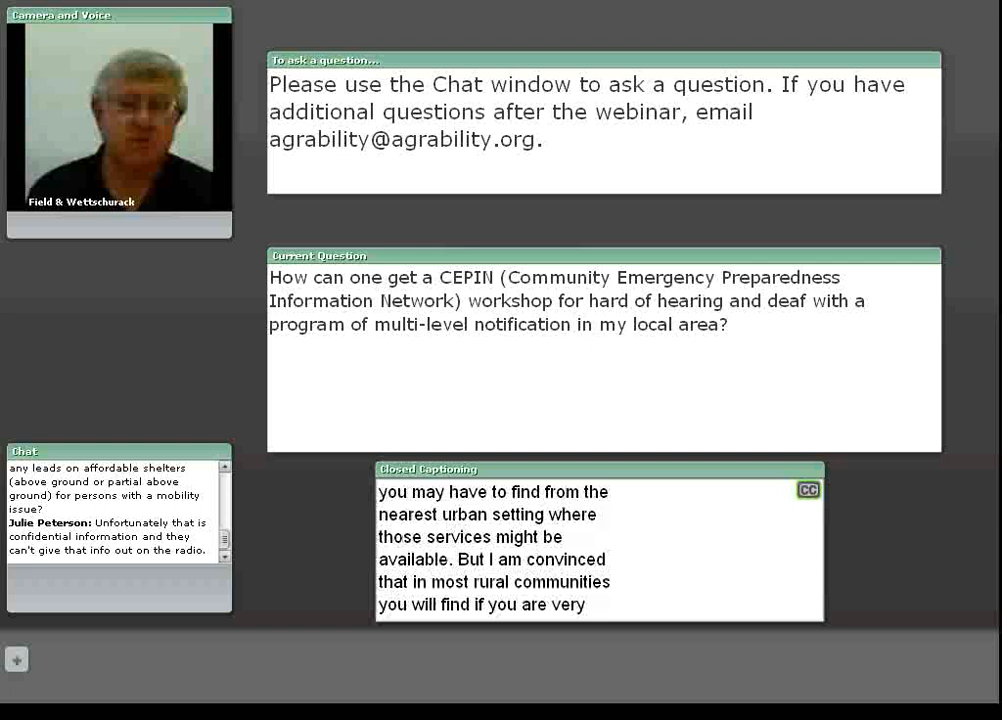 Camera and Voice
Field & Wettschurack
To ask a question...
Please use the Chat window to ask a question. If you have
additional questions after the webinar, email
agrability@agrability.org.
Current Question
How can one get a CEPIN (Community Emergency Preparedness
Information Network) workshop for hard of hearing and deaf with a
program of multi-level notification in my local area?
Chat
any leads on affordable shelters
(above ground or partial above
ground) for persons with a mobility
issue?
Julie Peterson: Unfortunately that is
confidential information and they
can't give that info out on the radio.
Closed Captioning
CC
you may have to find from the
nearest urban setting where
those services might be
available. But I am convinced
that in most rural communities
you will find if you are very